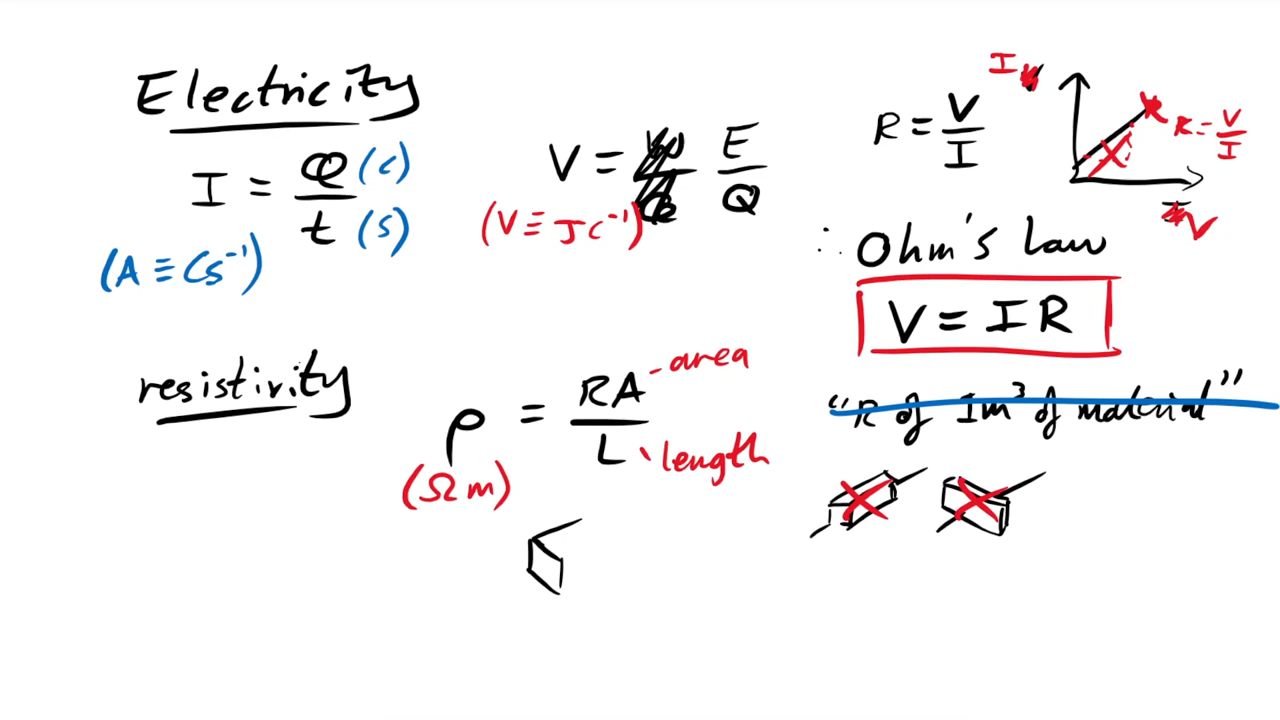 Electricity
I = Q (C) / t (S)
(A ≡ Cs⁻¹)
V = E / Q
(V ≡ JC⁻¹)
R = V / I
I
R = V / I
V
∴ Ohm's law
V = IR
resistivity
ρ = RA / L
- area
length
(Ωm)
"R of 1m³ of material"